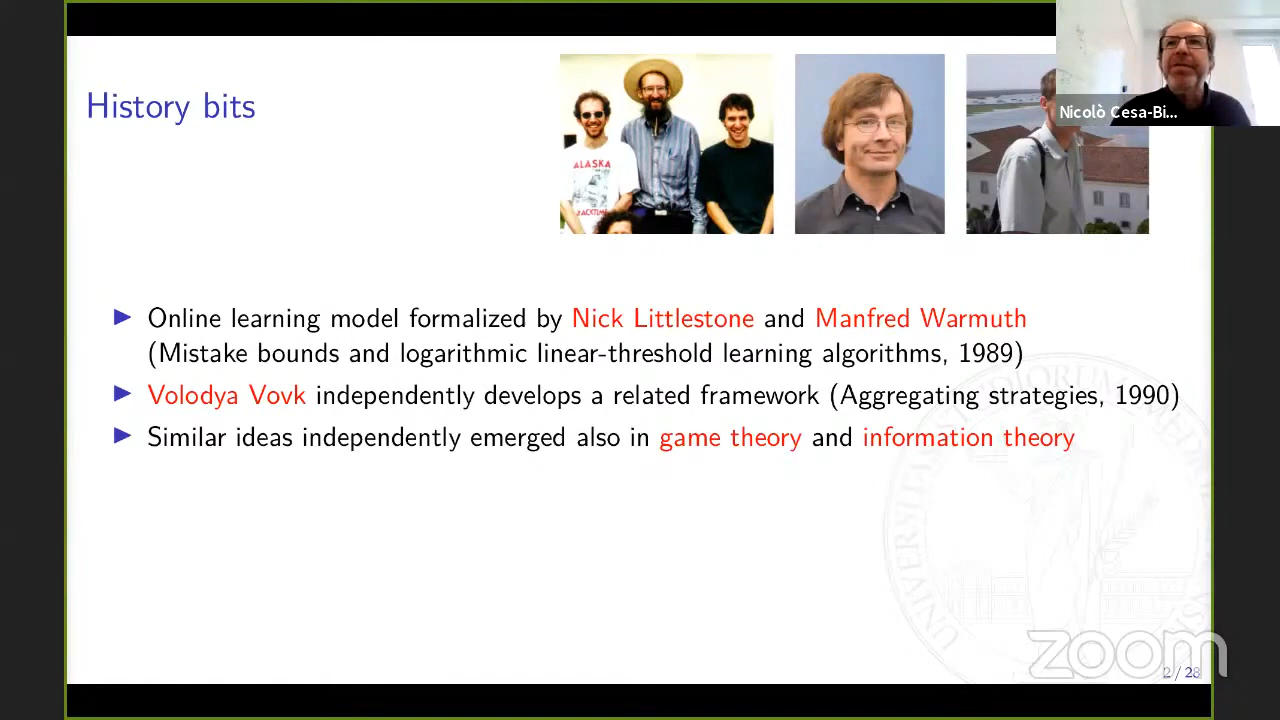 History bits
ALASKA
Nicolò Cesa-Bi...
▶ Online learning model formalized by Nick Littlestone and Manfred Warmuth
(Mistake bounds and logarithmic linear-threshold learning algorithms, 1989)
▶ Volodya Vovk independently develops a related framework (Aggregating strategies, 1990)
▶ Similar ideas independently emerged also in game theory and information theory
zoom
2 / 28